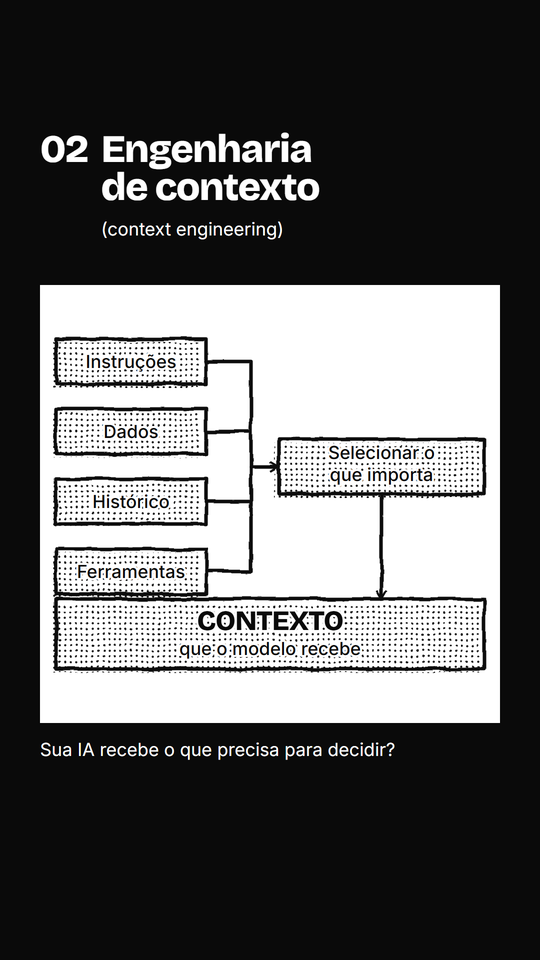 02 Engenharia
de contexto
(context engineering)
Instruções
Dados
Histórico
Ferramentas
Selecionar o
que importa
CONTEXTO
que o modelo recebe
Sua IA recebe o que precisa para decidir?